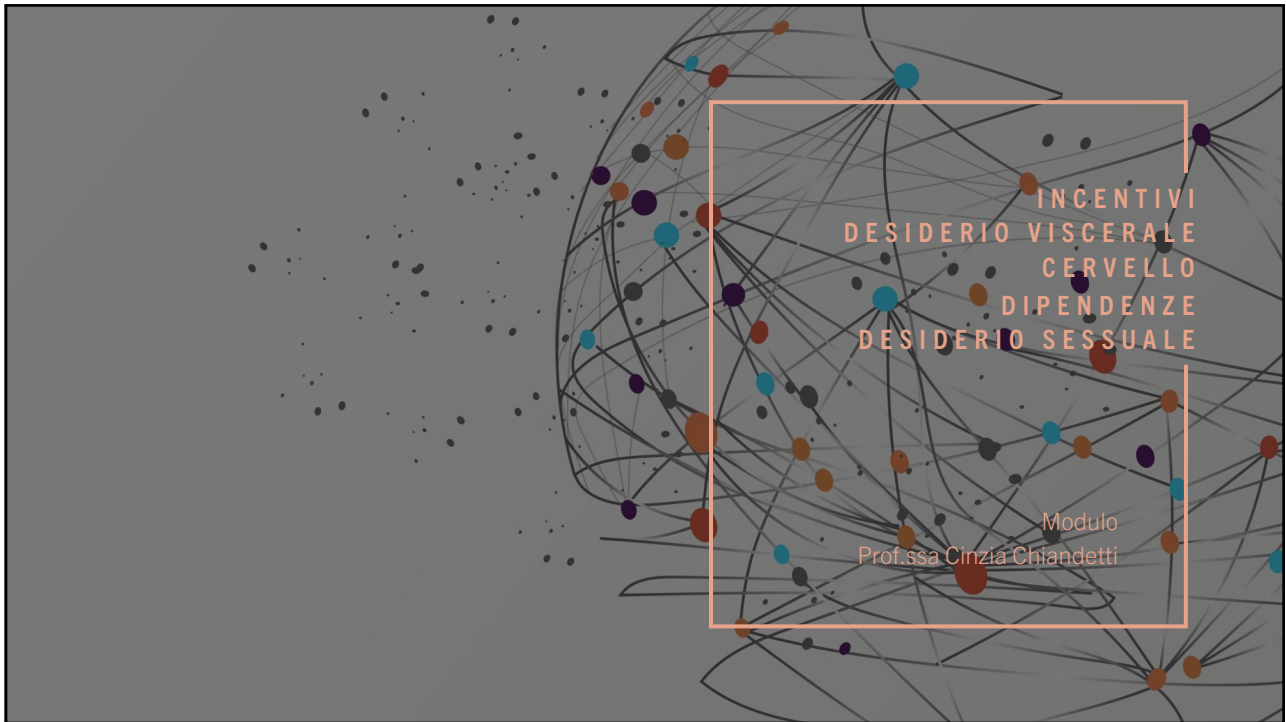 INCENTIVI
DESIDERIO VISCERALE
CERVELLO
DIPENDENZE
DESIDERIO SESSUALE
Modulo
Prof.ssa Cinzia Chiandetti